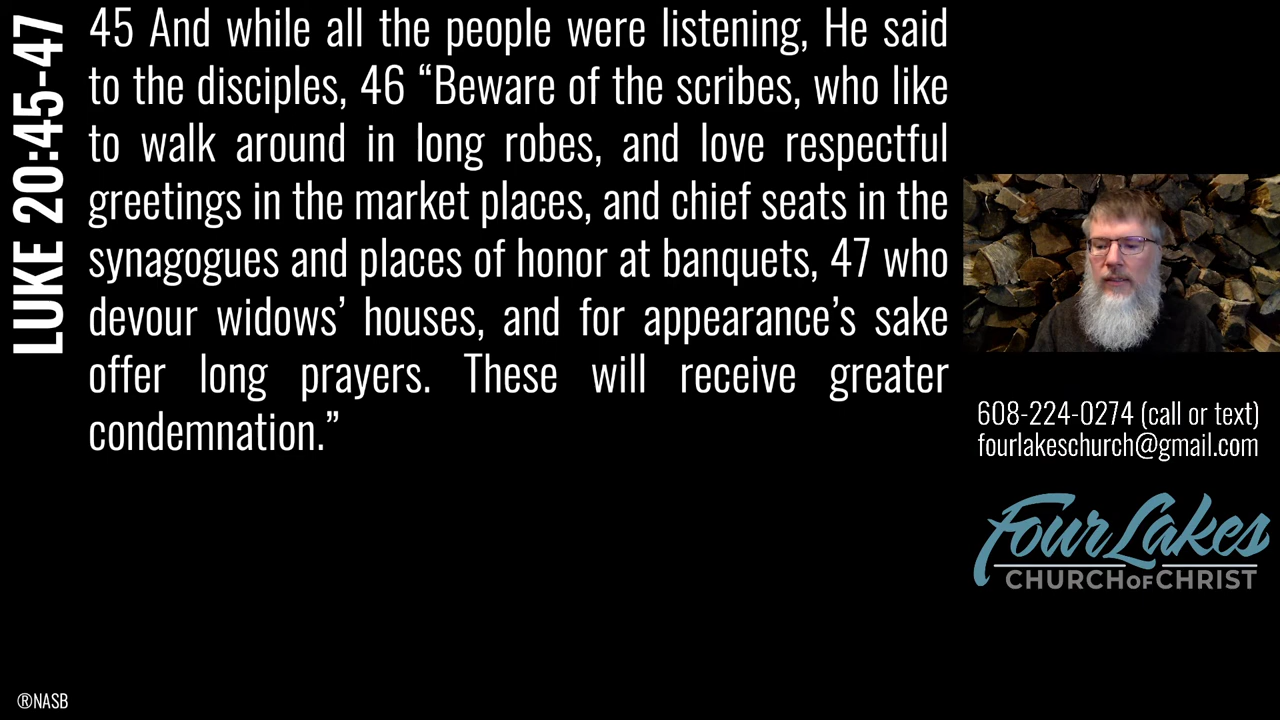 LUKE 20:45-47
45 And while all the people were listening, He said
to the disciples, 46 “Beware of the scribes, who like
to walk around in long robes, and love respectful
greetings in the market places, and chief seats in the
synagogues and places of honor at banquets, 47 who
devour widows’ houses, and for appearance’s sake
offer long prayers. These will receive greater
condemnation.”
608-224-0274 (call or text)
fourlakeschurch@gmail.com
Four Lakes
CHURCH OF CHRIST
®NASB